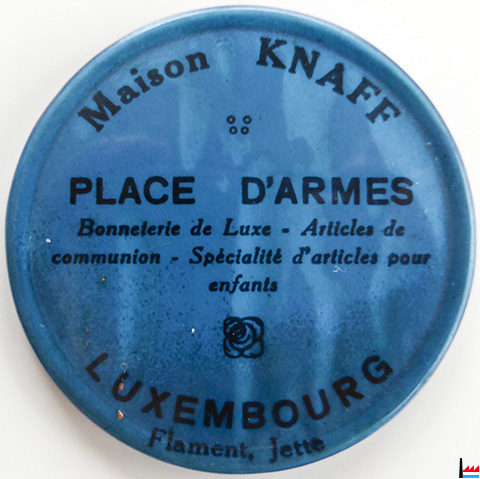 Maison KNAFF
PLACE D'ARMES
Bonneterie de Luxe - Articles de
communion - Spécialité d'articles pour
enfants
LUXEMBOURG
Flament, Jette